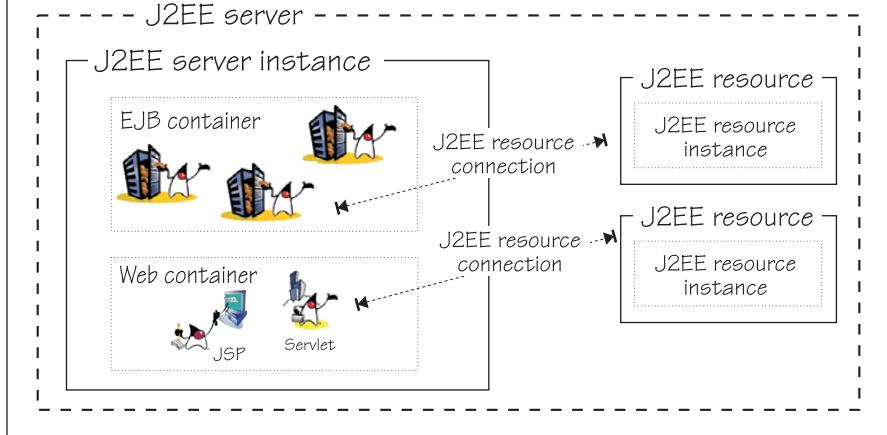 J2EE server
J2EE server instance
EJB container
J2EE resource
connection
J2EE resource
J2EE resource
instance
Web container
JSP
Servlet
J2EE resource
connection
J2EE resource
J2EE resource
instance